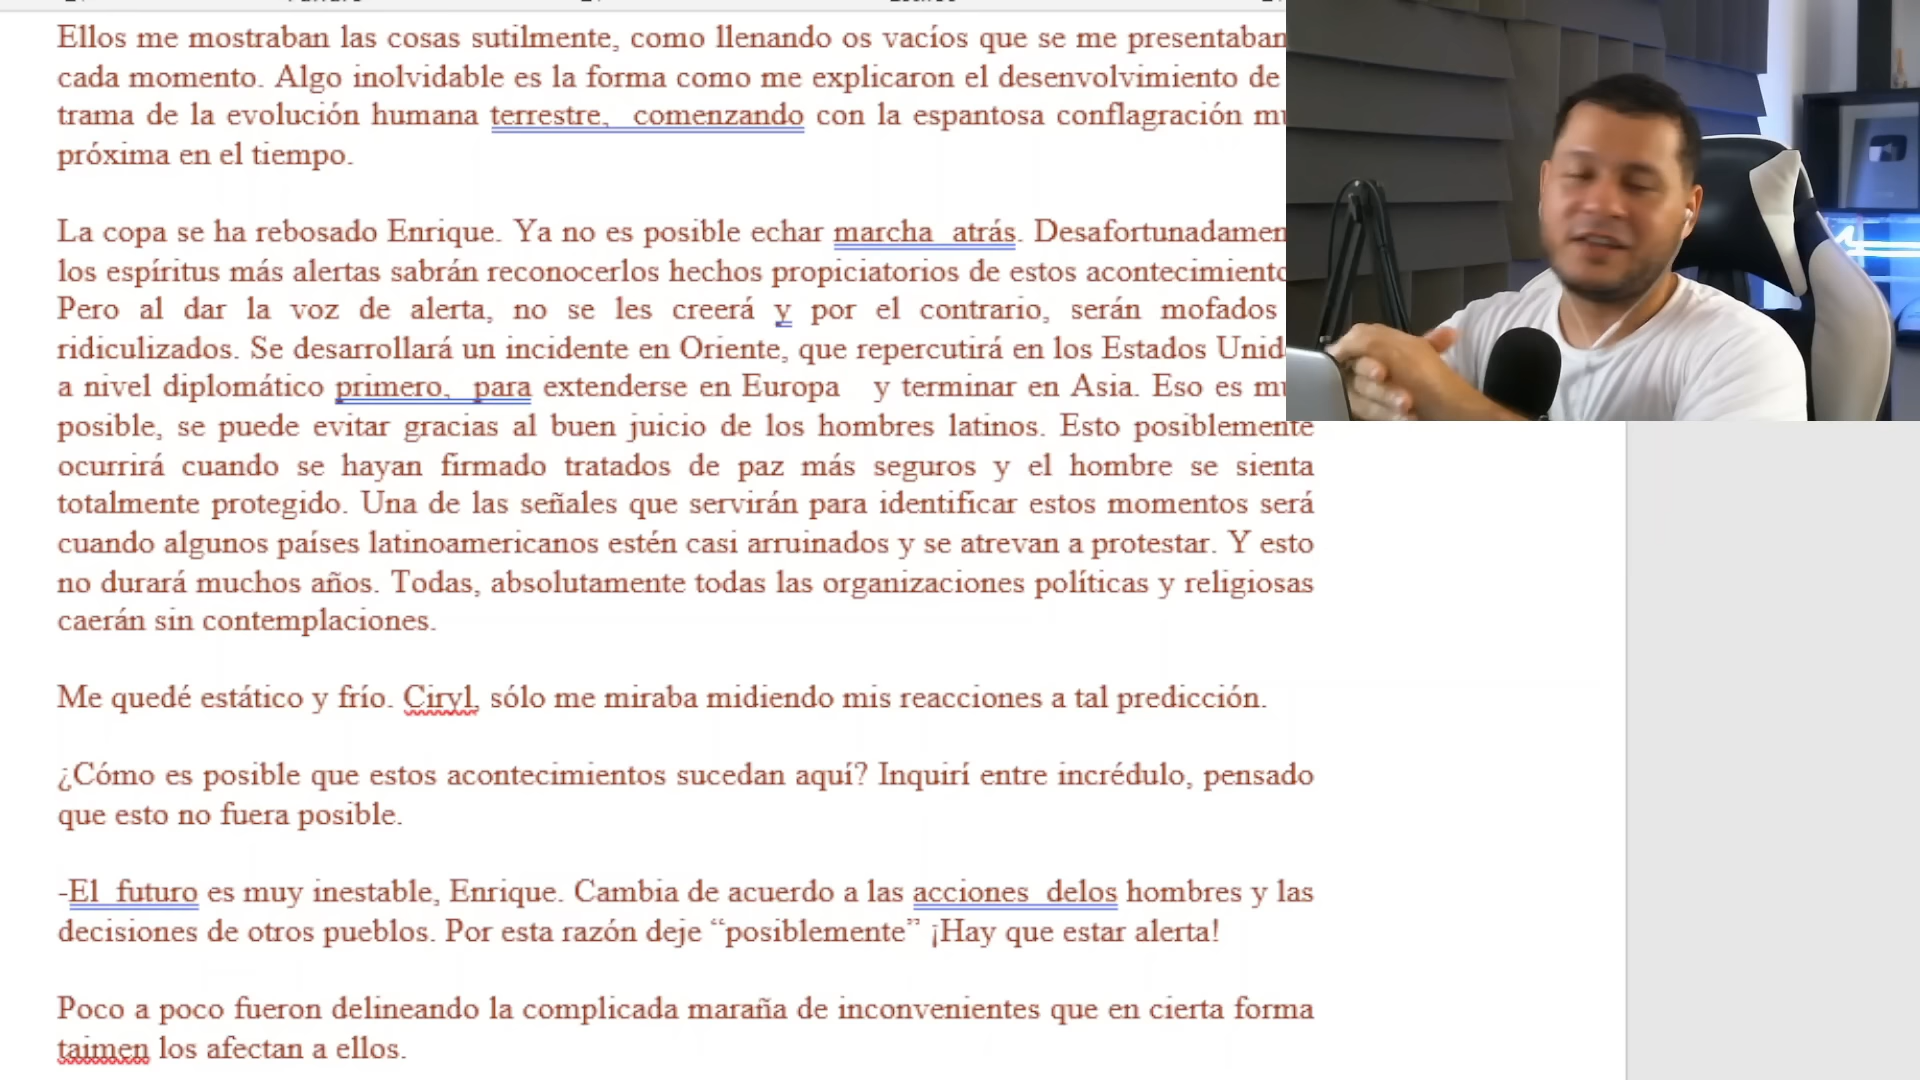 Ellos me mostraban las cosas sutilmente, como llenando os vacíos que se me presentaban
cada momento. Algo inolvidable es la forma como me explicaron el desenvolvimiento de
trama de la evolución humana terrestre, comenzando con la espantosa conflagración
próxima en el tiempo.
La copa se ha rebosado Enrique. Ya no es posible echar marcha atrás.
los espíritus más alertas sabrán reconocerlos hechos propiciatorios de estos
Pero al dar la voz de alerta, no se les creerá y por el contrario, serán mofados
ridiculizados. Se desarrollará un incidente en Oriente, que repercutirá en los Estados
a nivel diplomático primero, para extenderse en Europa y terminar en Asia. Eso es
posible, se puede evitar gracias al buen juicio de los hombres latinos. Esto posiblemente
ocurrirá cuando se hayan firmado tratados de paz más seguros y el hombre se sienta
totalmente protegido. Una de las señales que servirán para identificar estos momentos será
cuando algunos países latinoamericanos estén casi arruinados y se atrevan a protestar. Y esto
no durará muchos años. Todas, absolutamente todas las organizaciones políticas y religiosas
caerán sin contemplaciones.
Me quedé estático y frío. Ciryl, sólo me miraba midiendo mis reacciones a tal predicción.
¿Cómo es posible que estos acontecimientos sucedan aquí? Inquirí entre incrédulo, pensado
que esto no fuera posible.
-El futuro es muy inestable, Enrique. Cambia de acuerdo a las acciones delos hombres y las
decisiones de otros pueblos. Por esta razón deje “posiblemente” ¡Hay que estar alerta!
Poco a poco fueron delineando la complicada maraña de inconvenientes que en cierta forma
taimen los afectan a ellos.